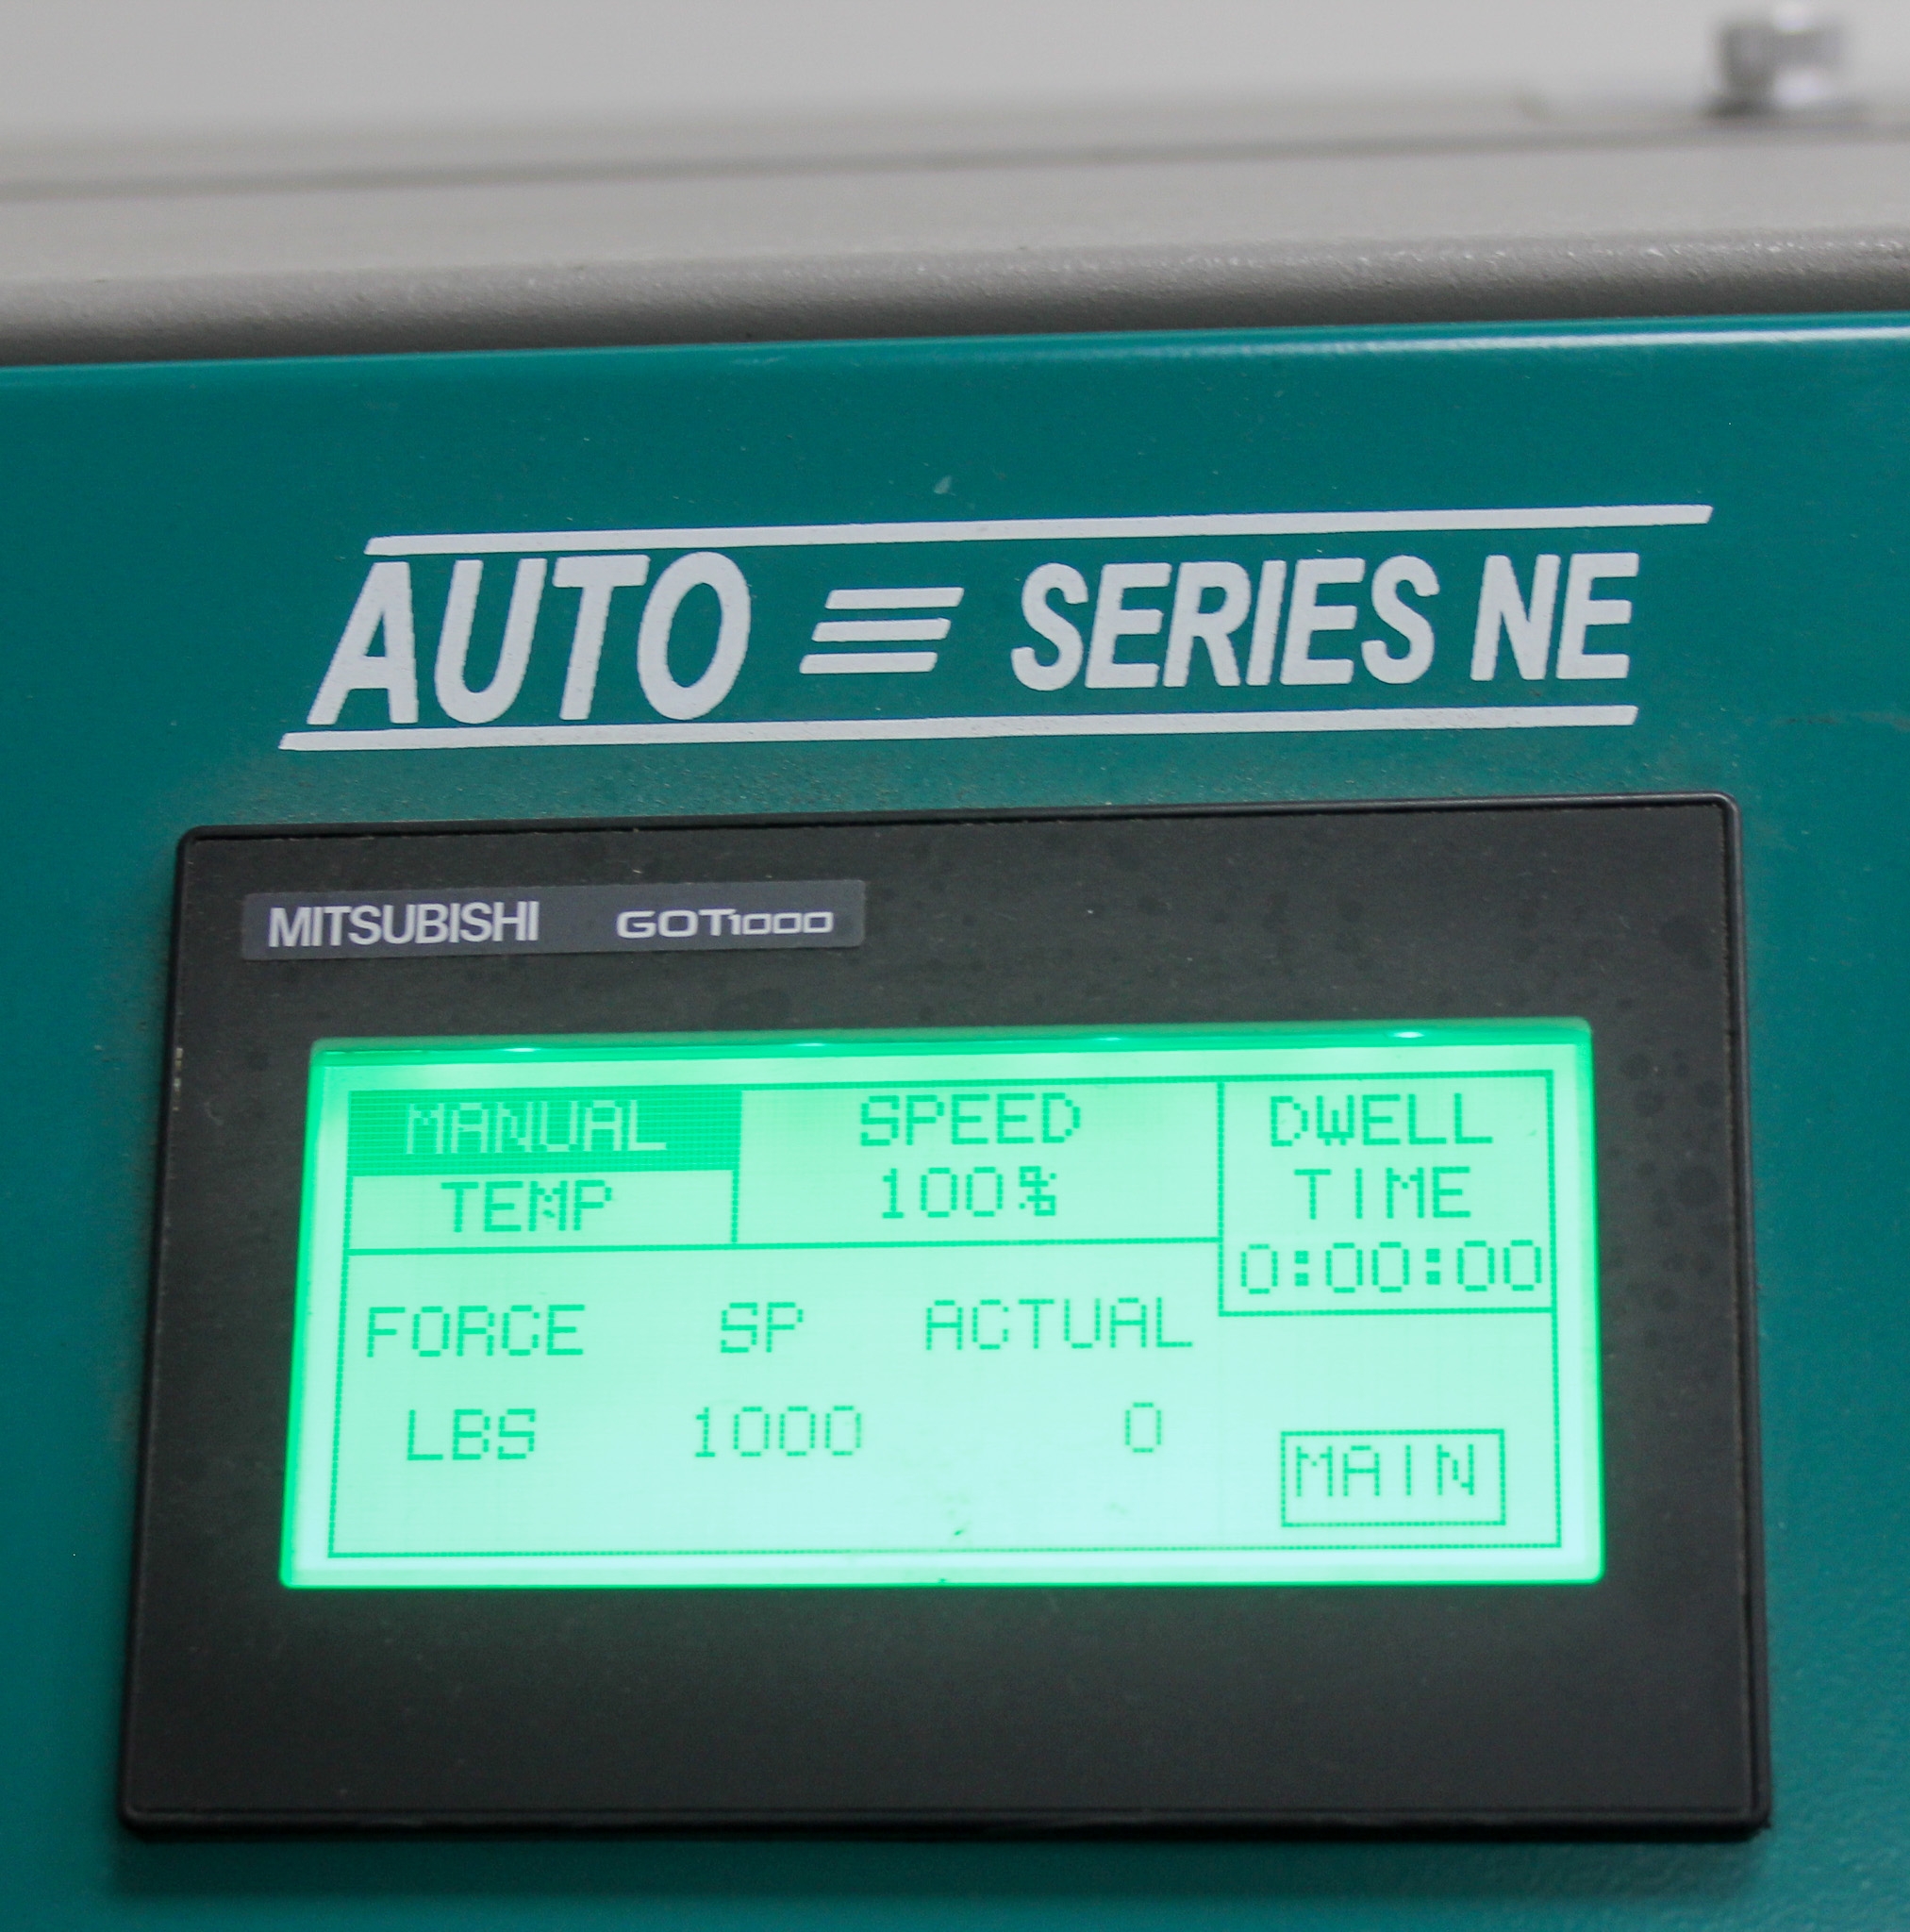 AUTO SERIES NE
MITSUBISHI GOT1000
MANUAL
TEMP
SPEED
100%
DWELL
TIME
0:00:00
FORCE SP ACTUAL
LBS 1000 0
MAIN